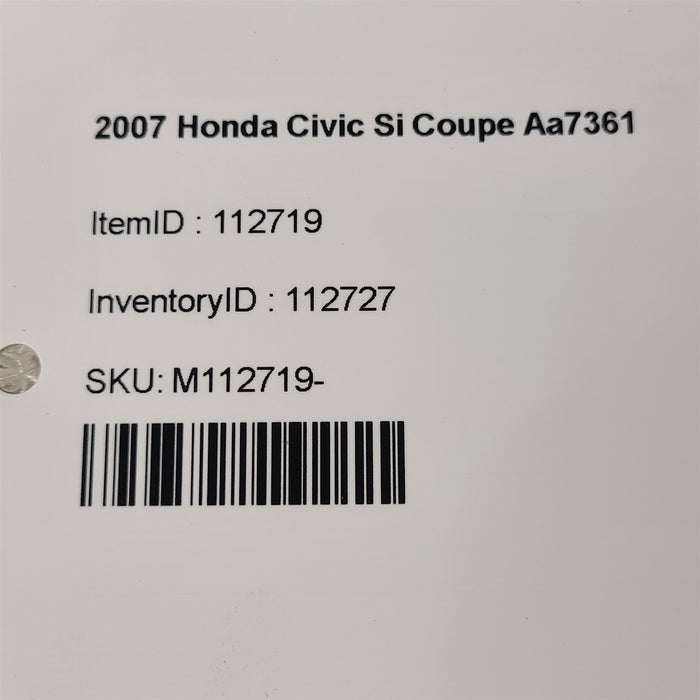 2007 Honda Civic Si Coupe Aa7361
ItemID : 112719
InventoryID : 112727
SKU: M112719-